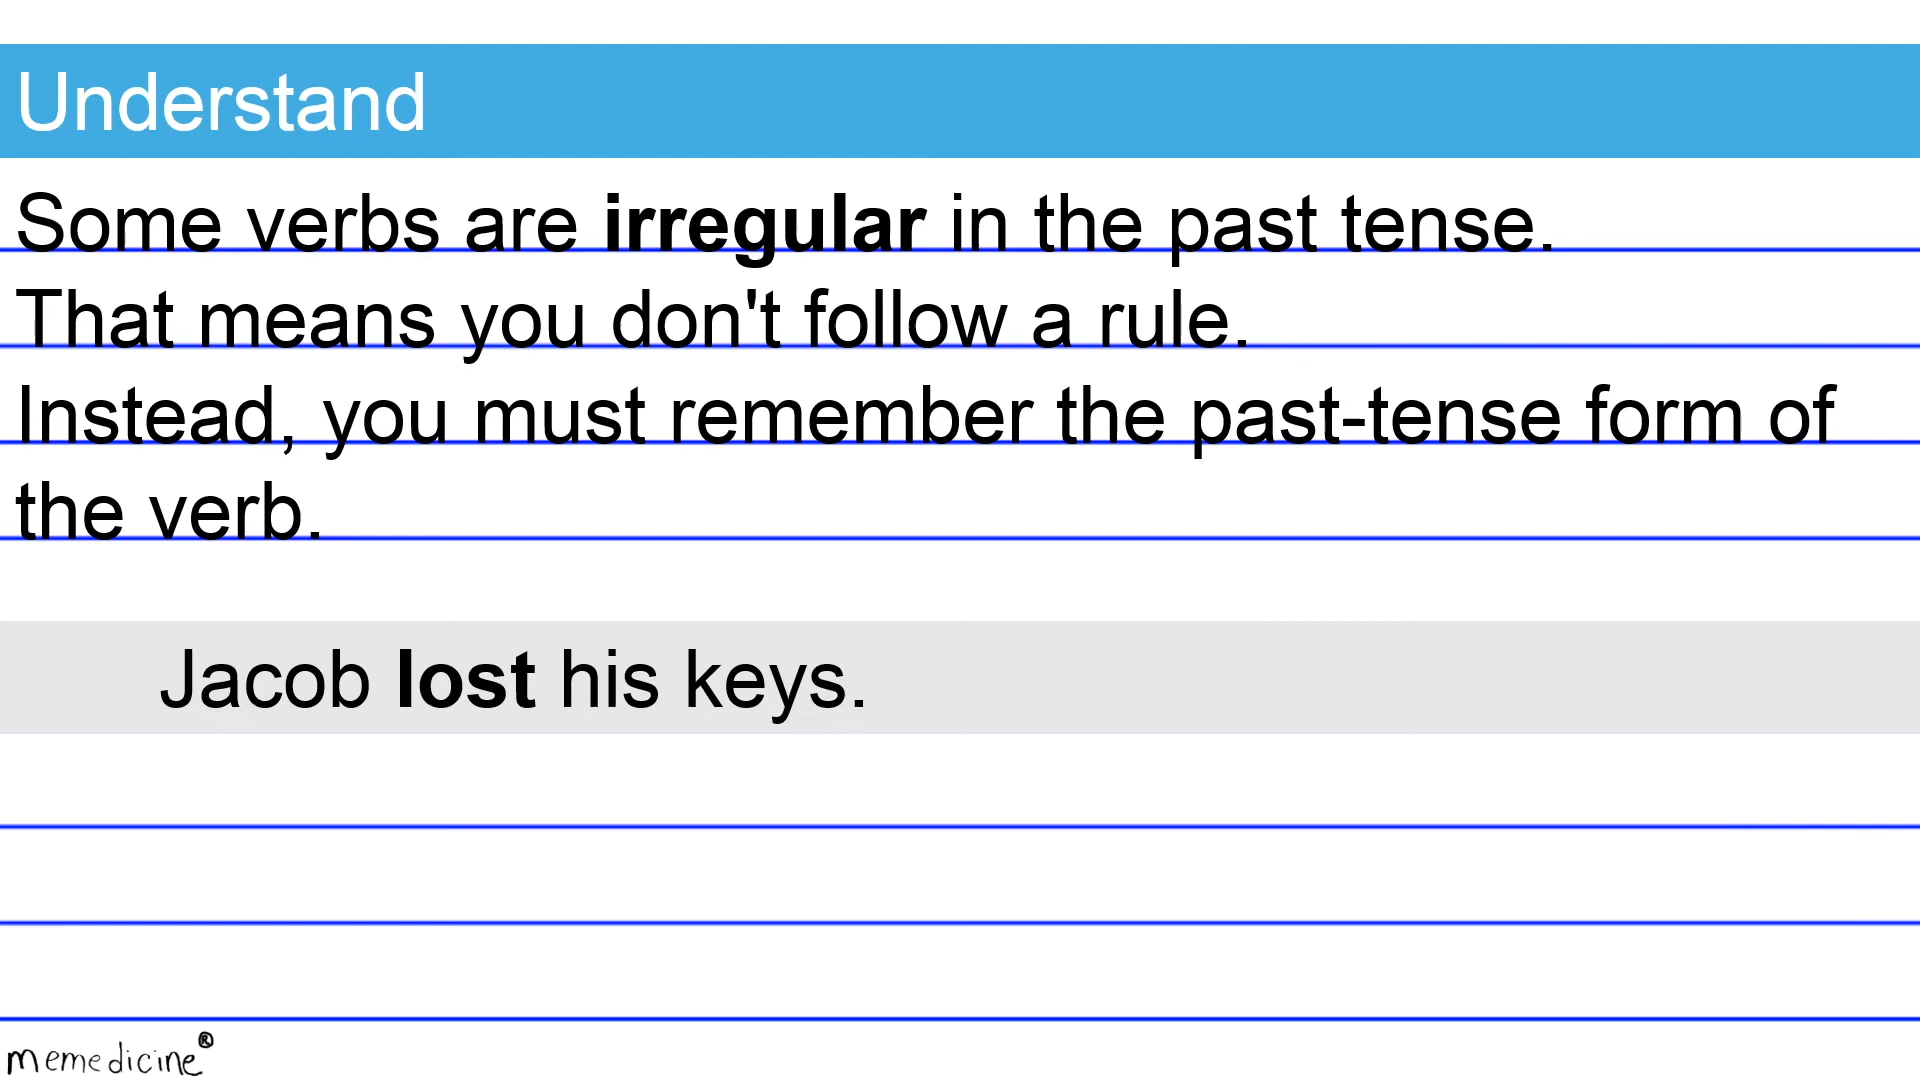 Understand
Some verbs are irregular in the past tense.
That means you don't follow a rule.
Instead, you must remember the past-tense form of
the verb.
Jacob lost his keys.
memedicine®